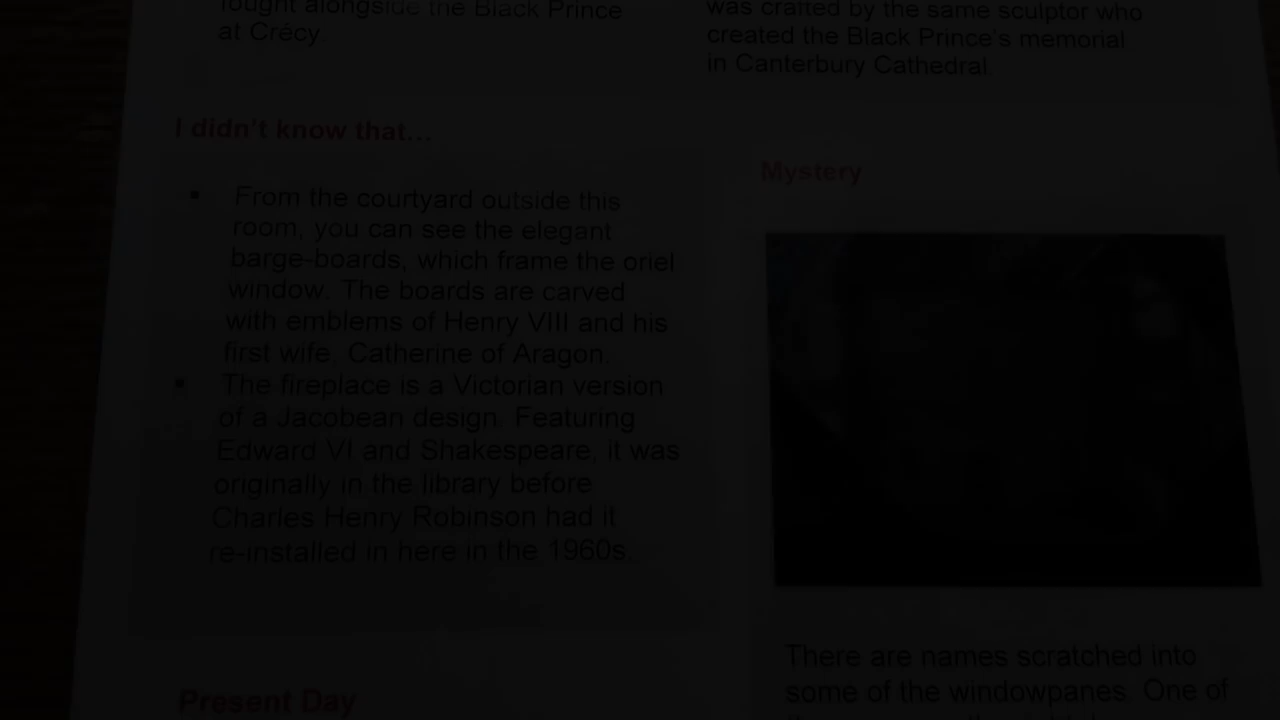 fought alongside the Black Prince
at Crécy.
was crafted by the same sculptor who
created the Black Prince's memorial
in Canterbury Cathedral.
I didn't know that...
• From the courtyard outside this
room, you can see the elegant
barge-boards, which frame the oriel
window. The boards are carved
with emblems of Henry VIII and his
first wife, Catherine of Aragon.
• The fireplace is a Victorian version
of a Jacobean design. Featuring
Edward VI and Shakespeare, it was
originally in the library before
Charles Henry Robinson had it
re-installed in here in the 1960s.
Present Day
Mystery
There are names scratched into
some of the windowpanes. One of